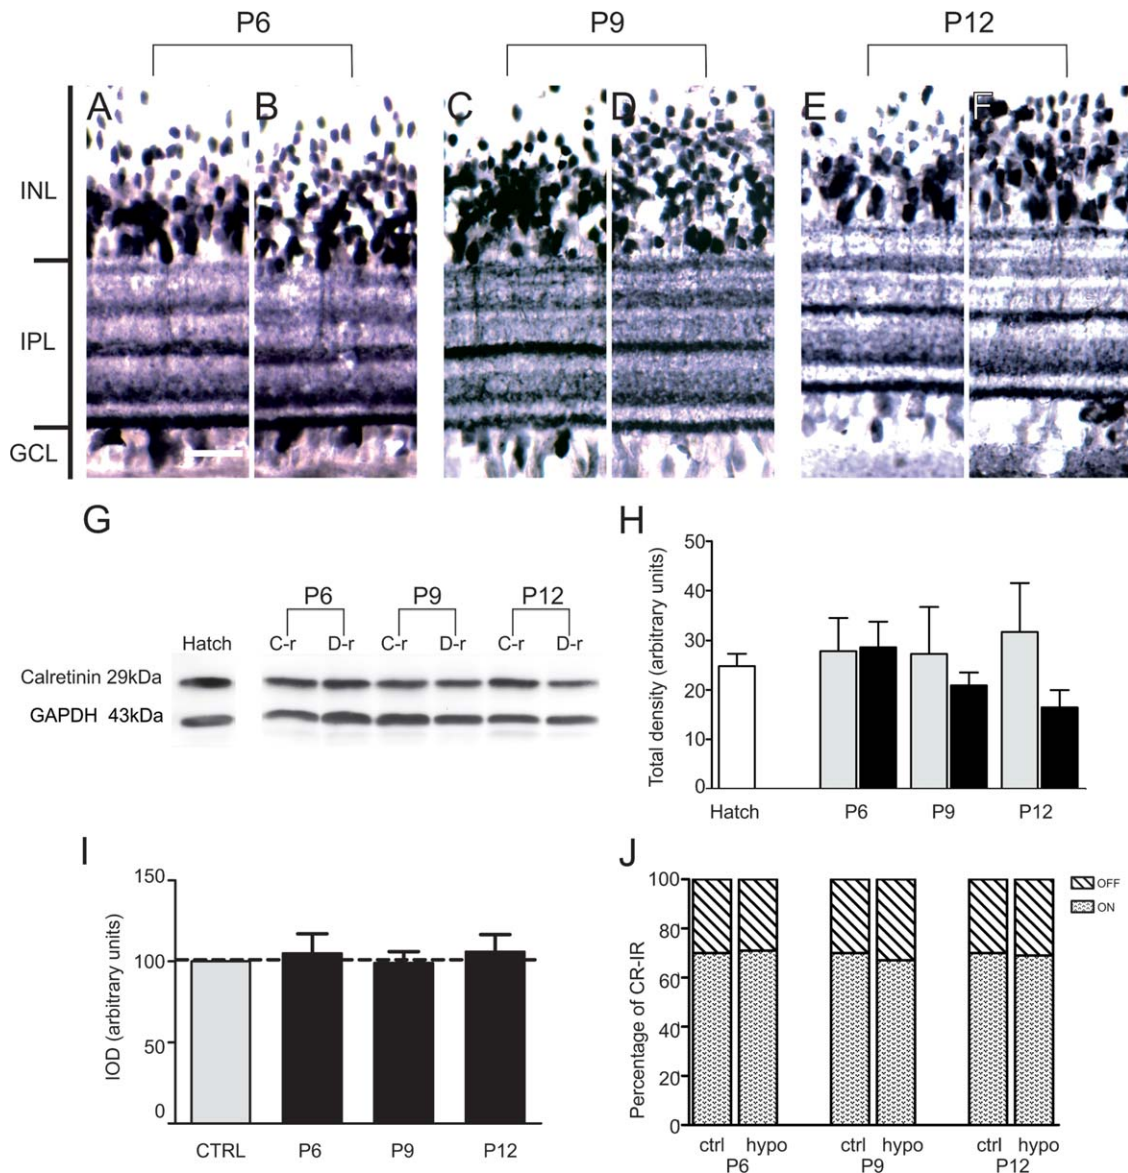 P6 P9 P12
A B C D E F
INL
IPL
GCL
G
P6 P9 P12
Hatch C-r D-r C-r D-r C-r D-r
Calretinin 29kDa
GAPDH 43kDa
H
Total density (arbitrary units)
50
40
30
20
10
0
Hatch P6 P9 P12
I
IOD (arbitrary units)
150
100
50
0
CTRL P6 P9 P12
J
Percentage of CR-IR
100
80
60
40
20
0
OFF
ON
ctrl hypo ctrl hypo ctrl hypo
P6 P9 P12